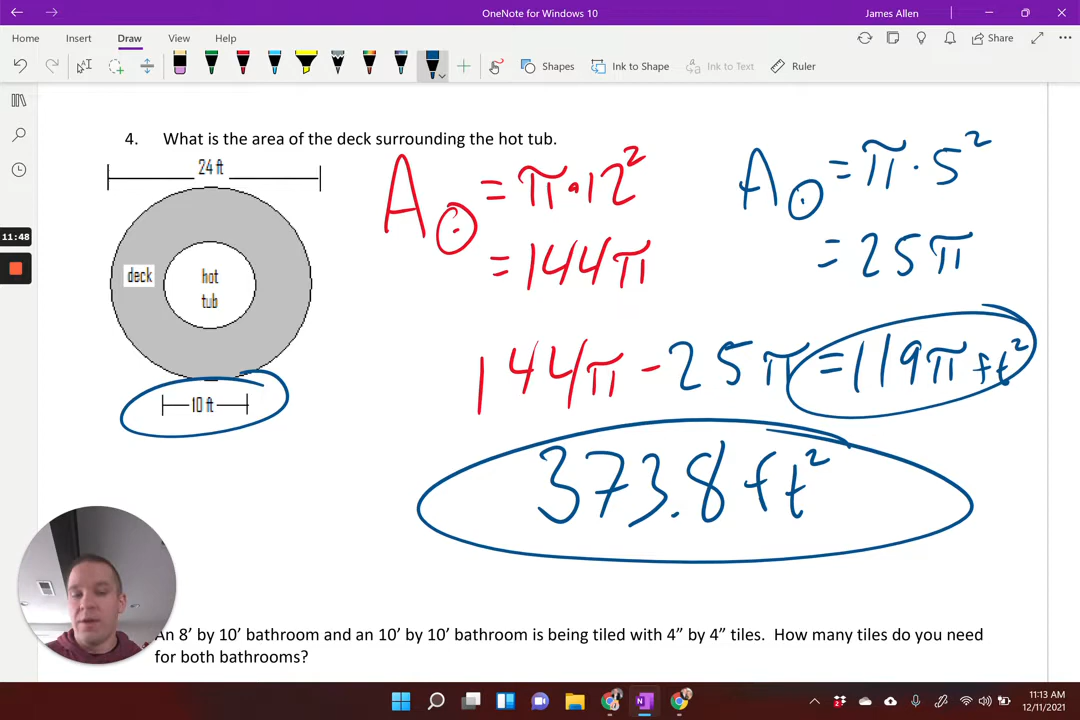 OneNote for Windows 10
James Allen
Home Insert Draw View Help
Share
Shapes
Ink to Shape
Ink to Text
Ruler
4. What is the area of the deck surrounding the hot tub.
24 ft
deck
hot
tub
10 ft
A⊙ = π·12²
= 144π
A⊙ = π·5²
= 25π
144π - 25π = 119π ft²
373.8 ft²
11:48
An 8’ by 10’ bathroom and an 10’ by 10’ bathroom is being tiled with 4” by 4” tiles. How many tiles do you need
for both bathrooms?
11:13 AM
12/11/2021